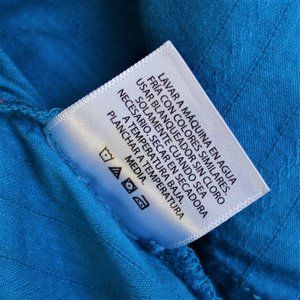 LAVAR A MÁQUINA EN AGUA
FRÍA CON COLORES SIMILARES.
USAR BLANQUEADOR SIN CLORO
SOLAMENTE CUANDO SEA
NECESARIO. SECAR EN SECADORA
A TEMPERATURA BAJA.
PLANCHAR A TEMPERATURA
MEDIA.